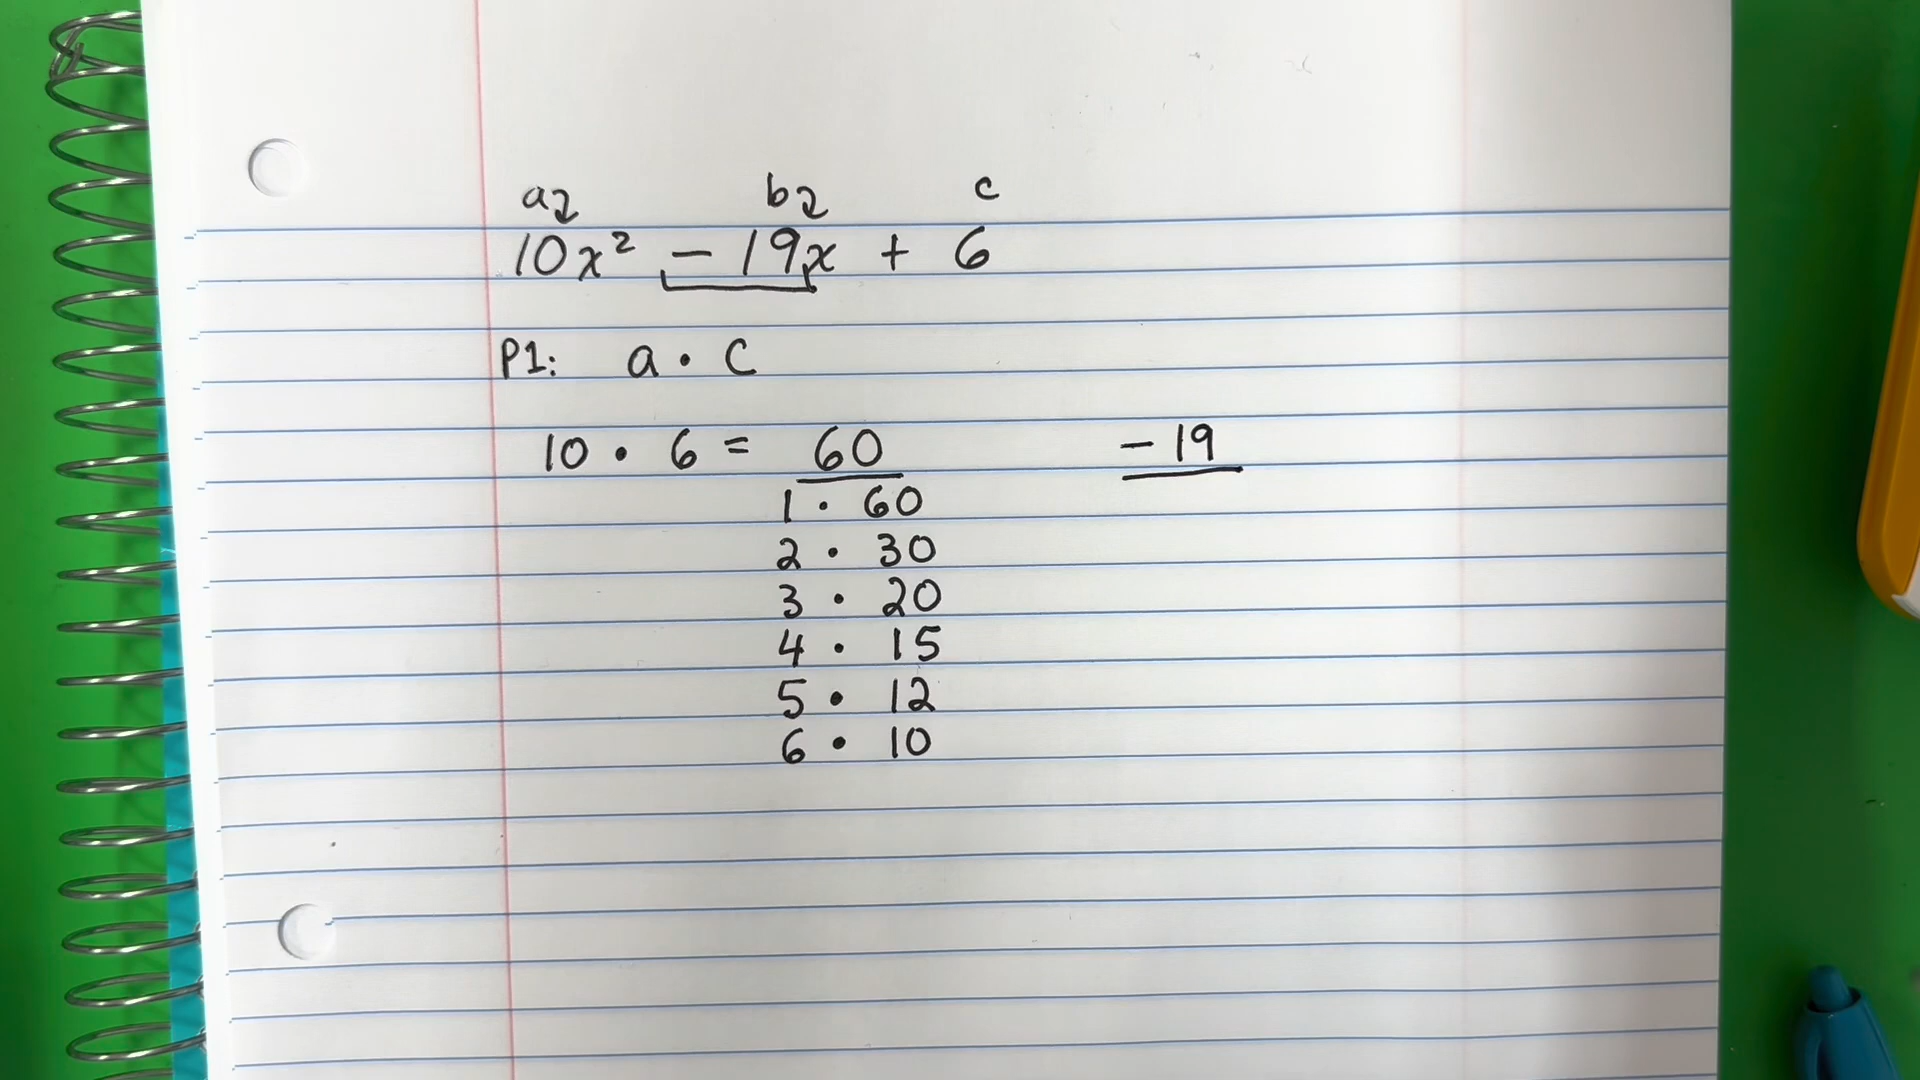 a2 b2 c
10x² - 19x + 6
P1: a • c
10 • 6 = 60 - 19
1 • 60
2 • 30
3 • 20
4 • 15
5 • 12
6 • 10